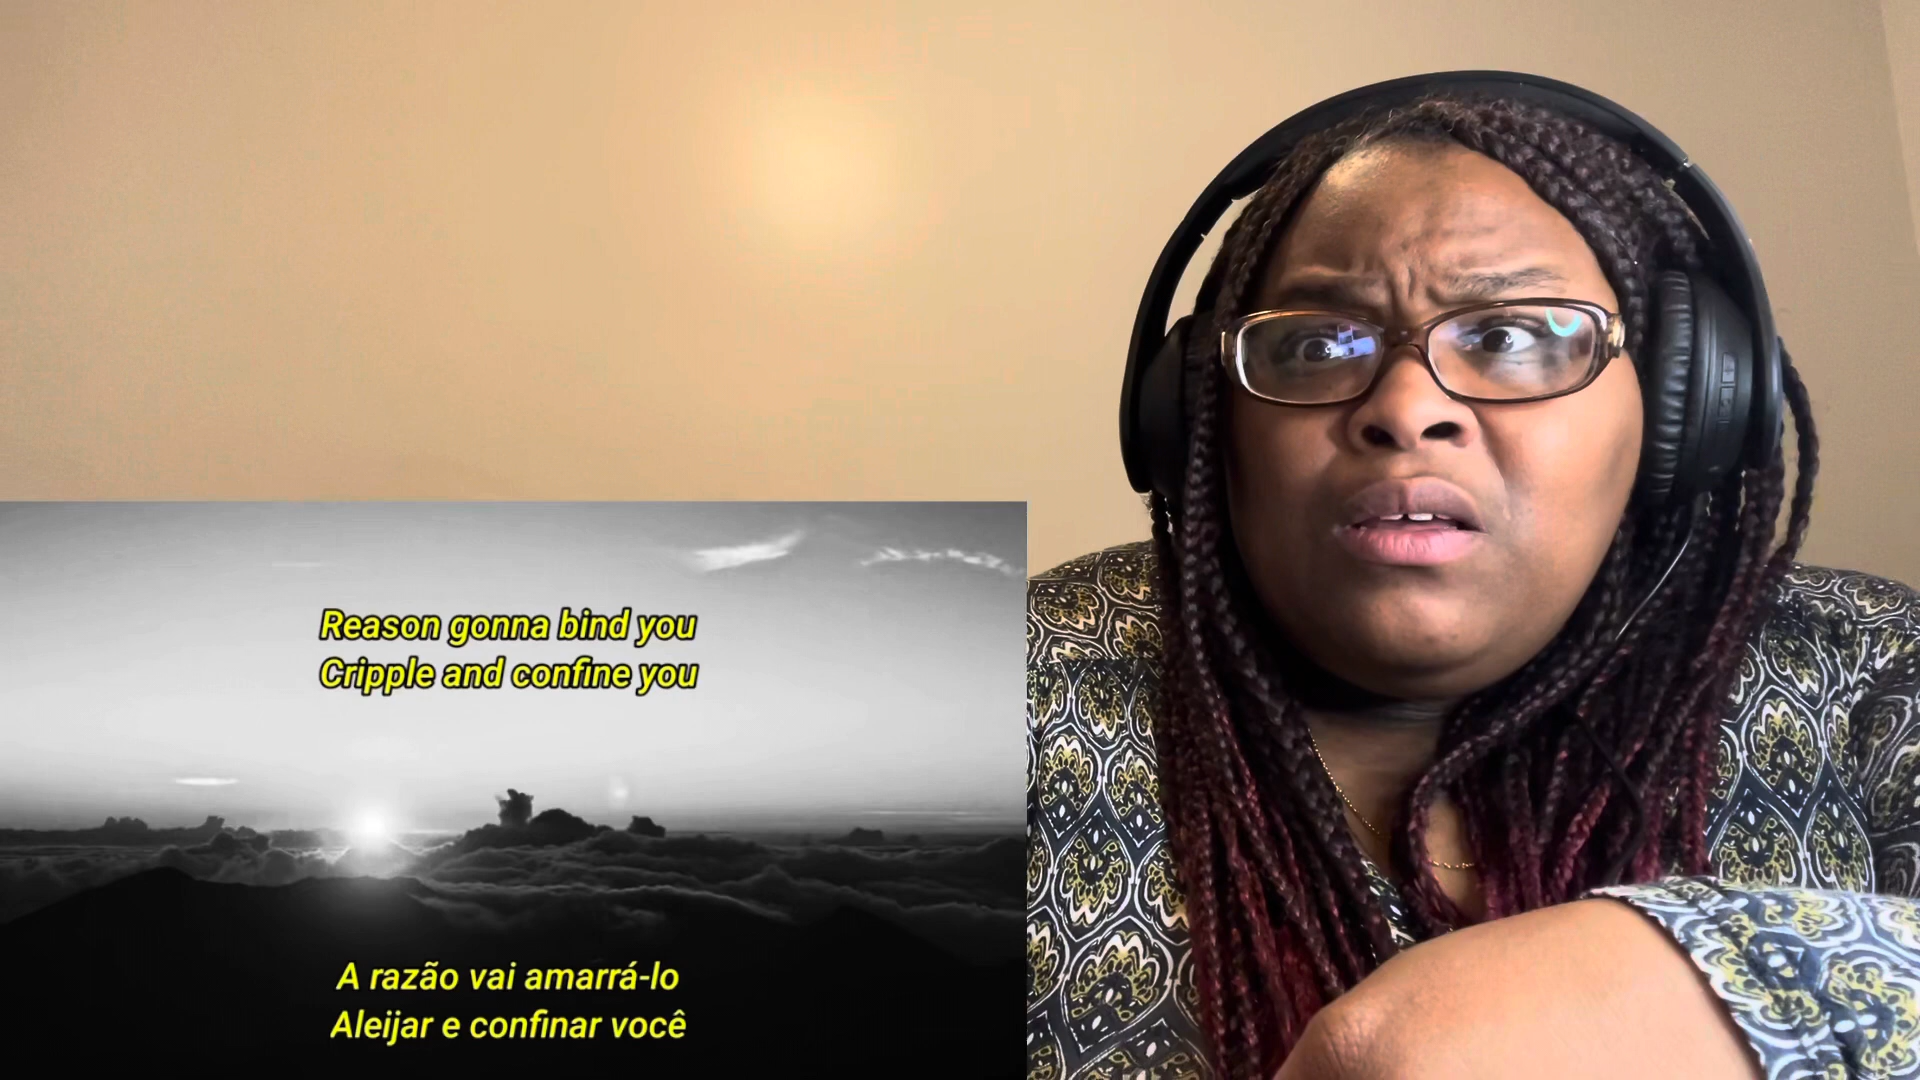 Reason gonna bind you
Cripple and confine you
A razão vai amarrá-lo
Aleijar e confinar você